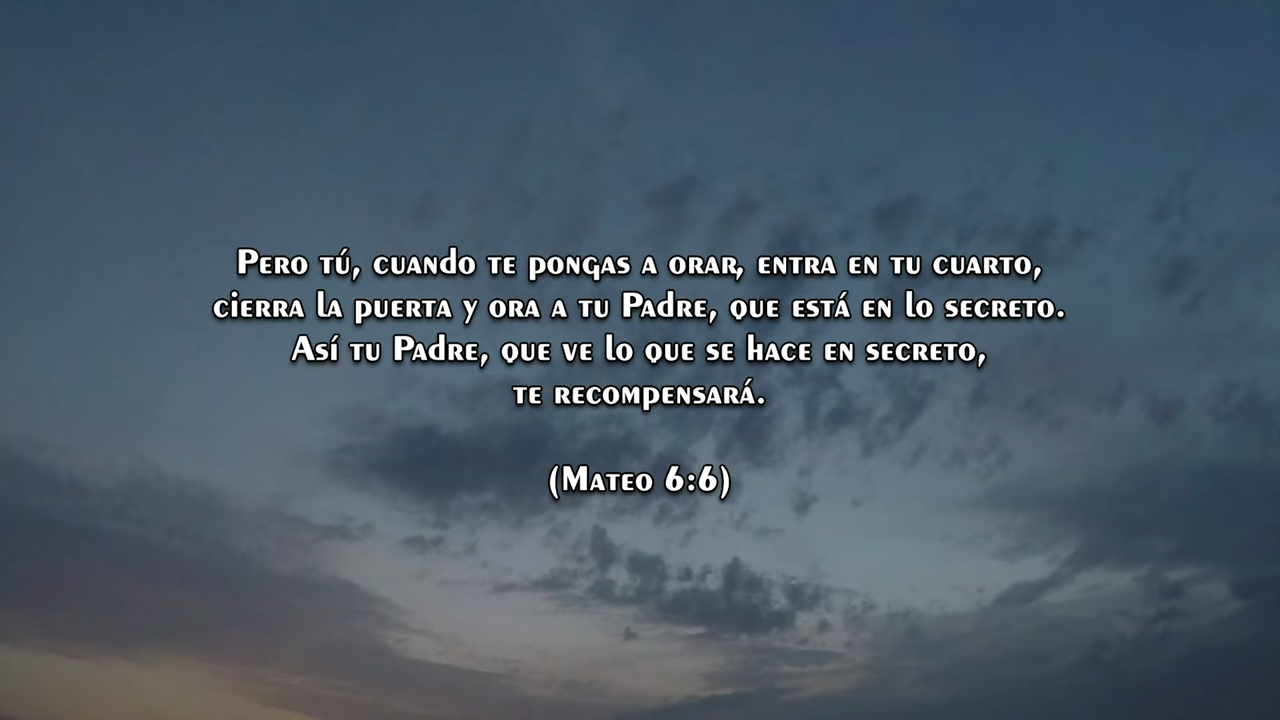 Pero tú, cuando te pongas a orar, entra en tu cuarto,
cierra la puerta y ora a tu Padre, que está en lo secreto.
Así tu Padre, que ve lo que se hace en secreto,
te recompensará.
(Mateo 6:6)